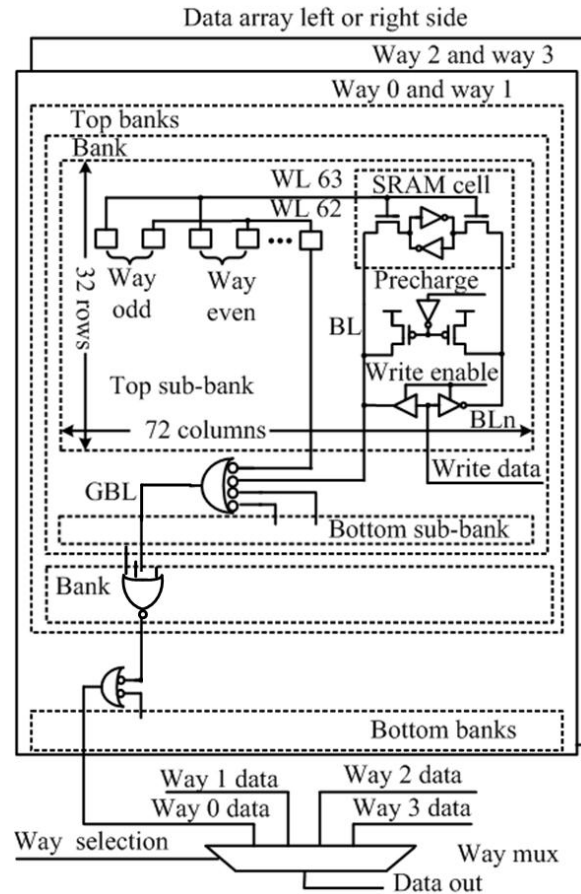 Data array left or right side
Way 2 and way 3
Way 0 and way 1
Top banks
Bank
WL 63
SRAM cell
WL 62
Way odd
Way even
32 rows
Precharge
BL
Write enable
Top sub-bank
72 columns
BLn
Write data
GBL
Bottom sub-bank
Bank
Bottom banks
Way 1 data
Way 2 data
Way 0 data
Way 3 data
Way selection
Way mux
Data out